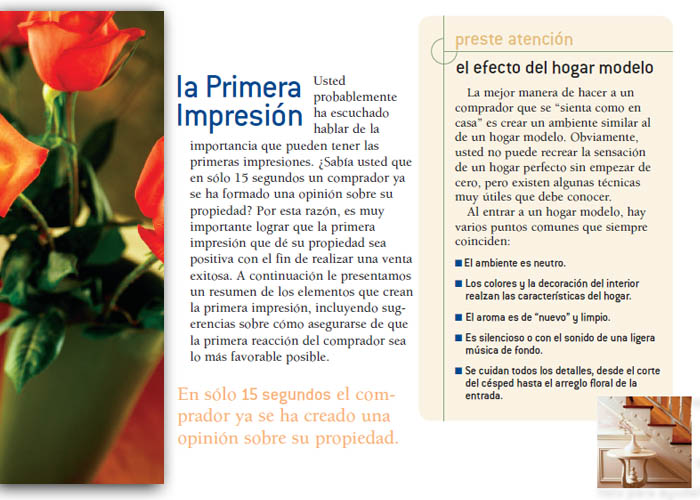 la Primera
Impresión
Usted
probablemente
ha escuchado
hablar de la
importancia que pueden tener las
primeras impresiones. ¿Sabía usted que
en sólo 15 segundos un comprador ya
se ha formado una opinión sobre su
propiedad? Por esta razón, es muy
importante lograr que la primera
impresión que dé su propiedad sea
positiva con el fin de realizar una venta
exitosa. A continuación le presentamos
un resumen de los elementos que crean
la primera impresión, incluyendo sug-
erencias sobre cómo asegurarse de que
la primera reacción del comprador sea
lo más favorable posible.
En sólo 15 segundos el com-
prador ya se ha creado una
opinión sobre su propiedad.
preste atención
el efecto del hogar modelo
La mejor manera de hacer a un
comprador que se “sienta como en
casa” es crear un ambiente similar al
de un hogar modelo. Obviamente,
usted no puede recrear la sensación
de un hogar perfecto sin empezar de
cero, pero existen algunas técnicas
muy útiles que debe conocer.
Al entrar a un hogar modelo, hay
varios puntos comunes que siempre
coinciden:
■ El ambiente es neutro.
■ Los colores y la decoración del interior
realzan las características del hogar.
■ El aroma es de “nuevo” y limpio.
■ Es silencioso o con el sonido de una ligera
música de fondo.
■ Se cuidan todos los detalles, desde el corte
del césped hasta el arreglo floral de la
entrada.